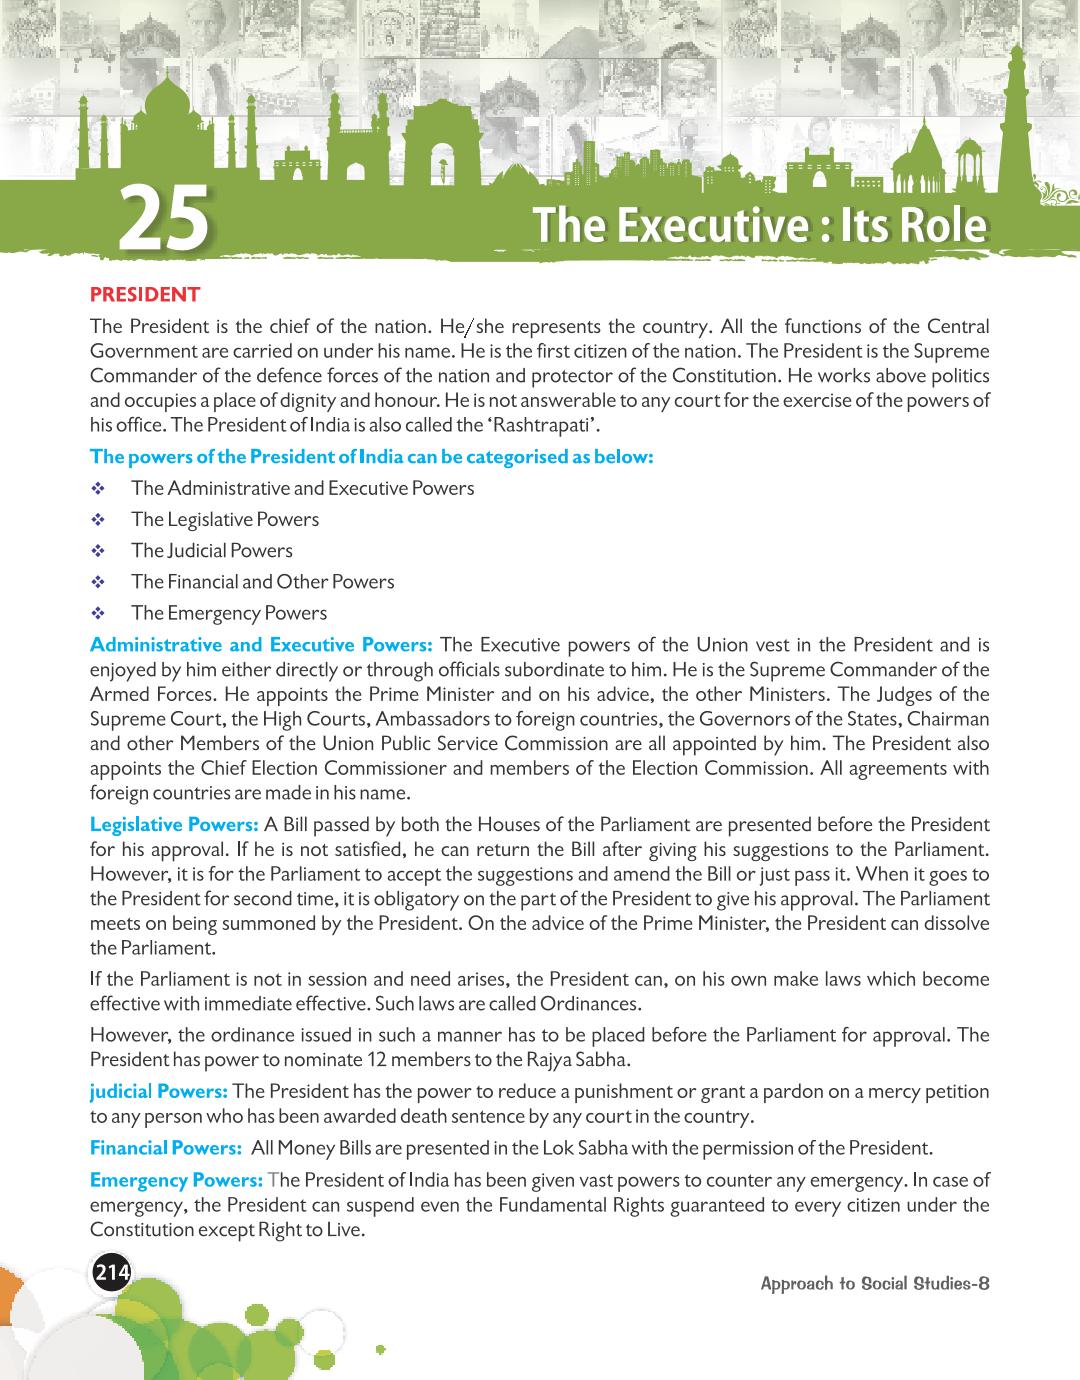 25
The Executive : Its Role
PRESIDENT
The President is the chief of the nation. He/she represents the country. All the functions of the Central
Government are carried on under his name. He is the first citizen of the nation. The President is the Supreme
Commander of the defence forces of the nation and protector of the Constitution. He works above politics
and occupies a place of dignity and honour. He is not answerable to any court for the exercise of the powers of
his office. The President of India is also called the ‘Rashtrapati’.
The powers of the President of India can be categorised as below:
❖ The Administrative and Executive Powers
❖ The Legislative Powers
❖ The Judicial Powers
❖ The Financial and Other Powers
❖ The Emergency Powers
Administrative and Executive Powers: The Executive powers of the Union vest in the President and is
enjoyed by him either directly or through officials subordinate to him. He is the Supreme Commander of the
Armed Forces. He appoints the Prime Minister and on his advice, the other Ministers. The Judges of the
Supreme Court, the High Courts, Ambassadors to foreign countries, the Governors of the States, Chairman
and other Members of the Union Public Service Commission are all appointed by him. The President also
appoints the Chief Election Commissioner and members of the Election Commission. All agreements with
foreign countries are made in his name.
Legislative Powers: A Bill passed by both the Houses of the Parliament are presented before the President
for his approval. If he is not satisfied, he can return the Bill after giving his suggestions to the Parliament.
However, it is for the Parliament to accept the suggestions and amend the Bill or just pass it. When it goes to
the President for second time, it is obligatory on the part of the President to give his approval. The Parliament
meets on being summoned by the President. On the advice of the Prime Minister, the President can dissolve
the Parliament.
If the Parliament is not in session and need arises, the President can, on his own make laws which become
effective with immediate effective. Such laws are called Ordinances.
However, the ordinance issued in such a manner has to be placed before the Parliament for approval. The
President has power to nominate 12 members to the Rajya Sabha.
judicial Powers: The President has the power to reduce a punishment or grant a pardon on a mercy petition
to any person who has been awarded death sentence by any court in the country.
Financial Powers: All Money Bills are presented in the Lok Sabha with the permission of the President.
Emergency Powers: The President of India has been given vast powers to counter any emergency. In case of
emergency, the President can suspend even the Fundamental Rights guaranteed to every citizen under the
Constitution except Right to Live.
214
Approach to Social Studies-8